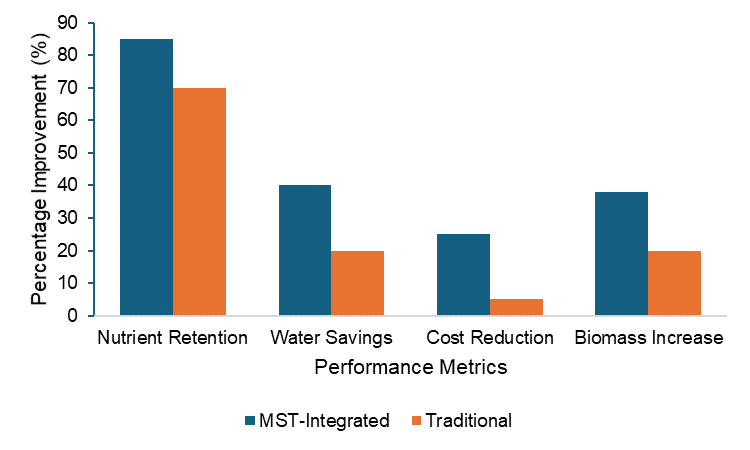 Percentage Improvement (%)
90
80
70
60
50
40
30
20
10
0
Nutrient Retention Water Savings Cost Reduction Biomass Increase
Performance Metrics
MST-Integrated Traditional